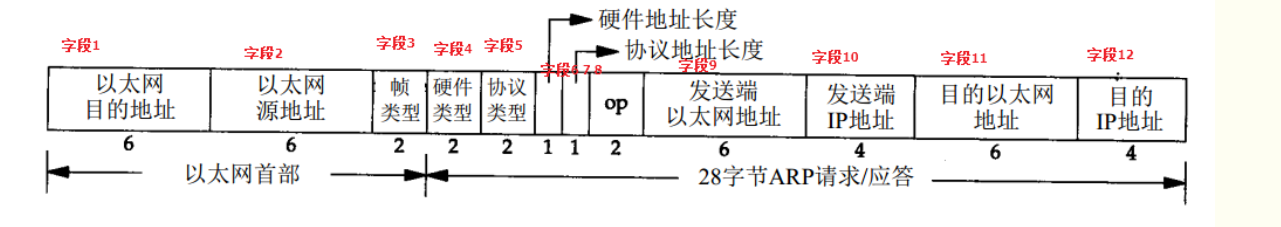 硬件地址长度
协议地址长度
字段1 字段2 字段3 字段4 字段5 字段6 7 8 字段9 字段10 字段11 字段12
以太网 目的地址
以太网 源地址
帧 类型
硬件 类型
协议 类型
op
发送端 以太网地址
发送端 IP地址
目的以太网 地址
目的 IP地址
6 6 2 2 2 1 1 2 6 4 6 4
以太网首部
28字节ARP请求/应答